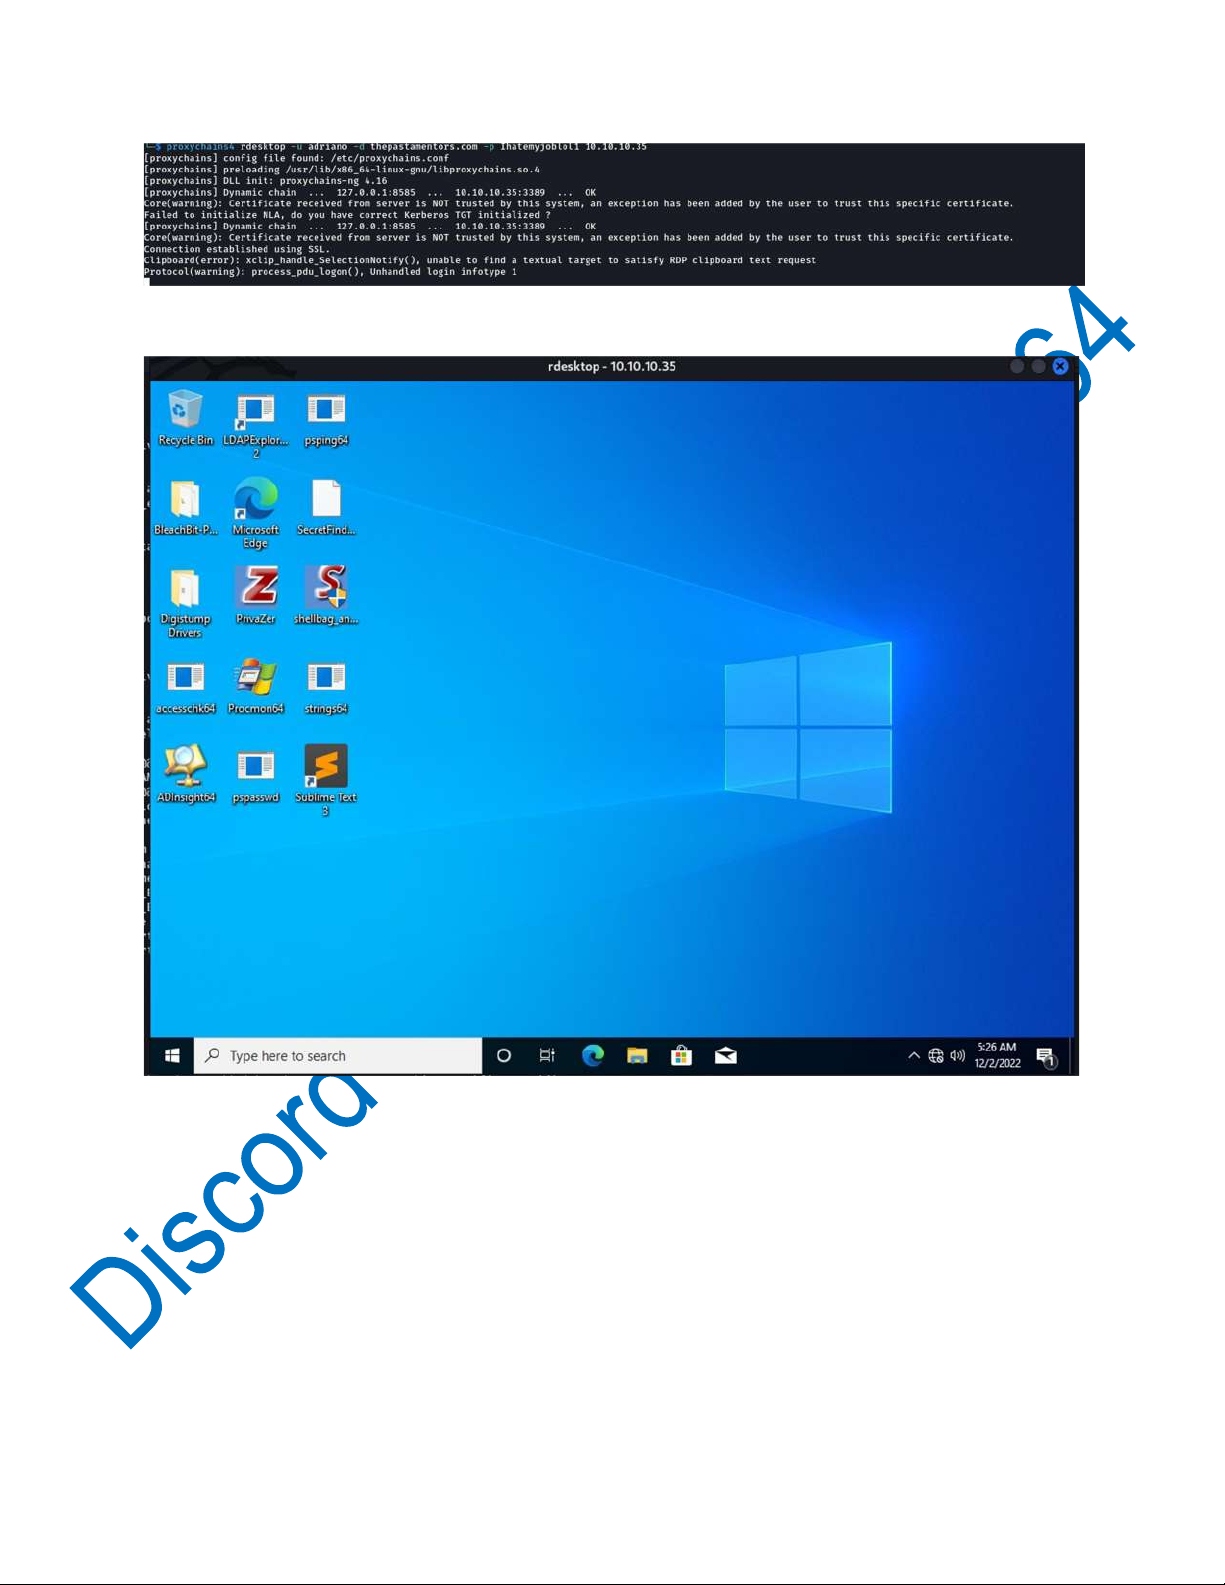 └─$ proxychains4 rdesktop -u adriano -d thepastamentors.com -p Ihatemyjoblol1 10.10.10.35
[proxychains] config file found: /etc/proxychains.conf
[proxychains] preloading /usr/lib/x86_64-linux-gnu/libproxychains.so.4
[proxychains] DLL init: proxychains-ng 4.16
[proxychains] Dynamic chain  ...  127.0.0.1:8585  ...  10.10.10.35:3389  ...  OK
Core(warning): Certificate received from server is NOT trusted by this system, an exception has been added by the user to trust this specific certificate.
Failed to initialize NLA, do you have correct Kerberos TGT initialized ?
[proxychains] Dynamic chain  ...  127.0.0.1:8585  ...  10.10.10.35:3389  ...  OK
Core(warning): Certificate received from server is NOT trusted by this system, an exception has been added by the user to trust this specific certificate.
Connection established using SSL.
Clipboard(error): xclip_handle_SelectionNotify(), unable to find a textual target to satisfy RDP clipboard text request
Protocol(warning): process_pdu_logon(), Unhandled login infotype 1
64
rdesktop - 10.10.10.35
Recycle Bin
LDAPExplor...
2
psping64
BleachBit-P...
Microsoft
Edge
SecretFind...
Digistump
Drivers
PrivaZer
shellbag_an...
accesschk64
Procmon64
strings64
ADInsight64
pspasswd
Sublime Text
3
Type here to search
5:26 AM
12/2/2022
1
Discord